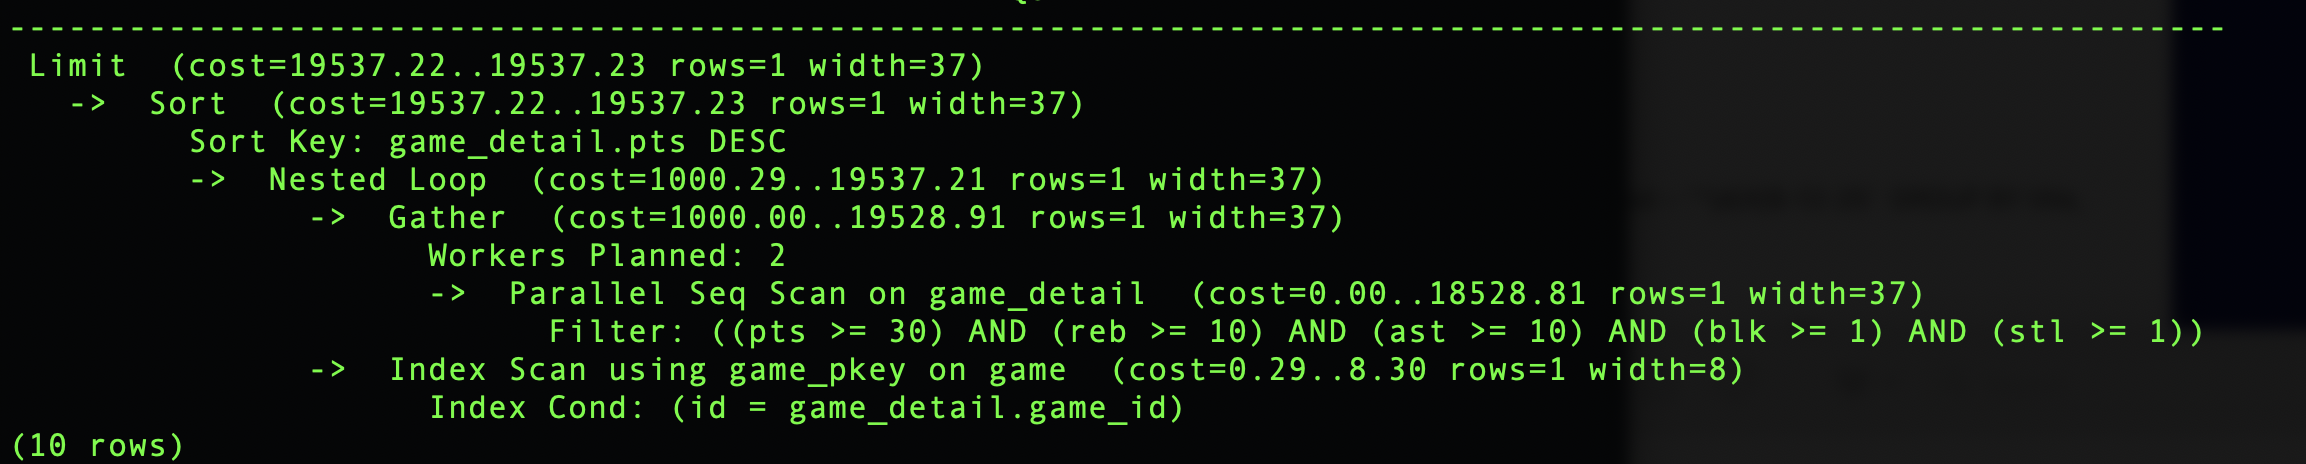 -------------------------------------------------------------------------------------------------------------
Limit  (cost=19537.22..19537.23 rows=1 width=37)
  ->  Sort  (cost=19537.22..19537.23 rows=1 width=37)
        Sort Key: game_detail.pts DESC
        ->  Nested Loop  (cost=1000.29..19537.21 rows=1 width=37)
              ->  Gather  (cost=1000.00..19528.91 rows=1 width=37)
                    Workers Planned: 2
                    ->  Parallel Seq Scan on game_detail  (cost=0.00..18528.81 rows=1 width=37)
                          Filter: ((pts >= 30) AND (reb >= 10) AND (ast >= 10) AND (blk >= 1) AND (stl >= 1))
              ->  Index Scan using game_pkey on game  (cost=0.29..8.30 rows=1 width=8)
                    Index Cond: (id = game_detail.game_id)
(10 rows)